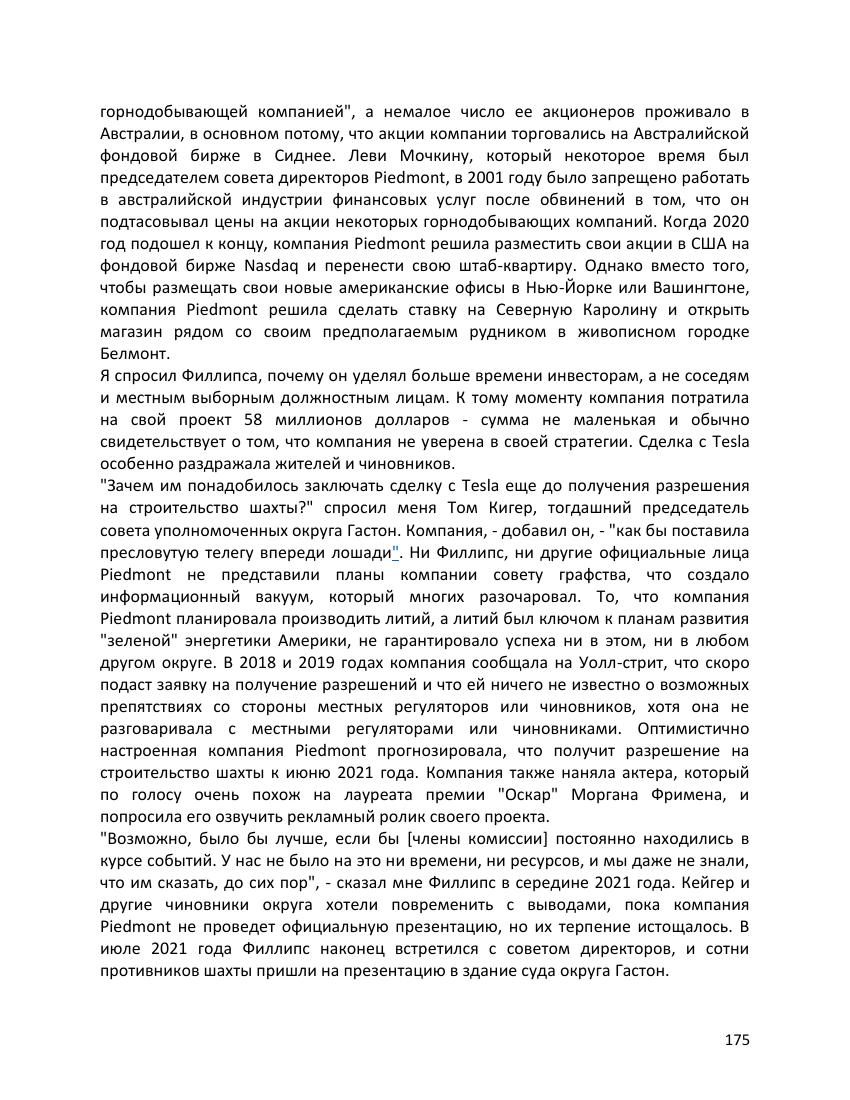 горнодобывающей компанией", а немалое число ее акционеров проживало в
Австралии, в основном потому, что акции компании торговались на Австралийской
фондовой бирже в Сиднее. Леви Мочкину, который некоторое время был
председателем совета директоров Piedmont, в 2001 году было запрещено работать
в австралийской индустрии финансовых услуг после обвинений в том, что он
подтасовывал цены на акции некоторых горнодобывающих компаний. Когда 2020
год подошел к концу, компания Piedmont решила разместить свои акции в США на
фондовой бирже Nasdaq и перенести свою штаб-квартиру. Однако вместо того,
чтобы размещать свои новые американские офисы в Нью-Йорке или Вашингтоне,
компания Piedmont решила сделать ставку на Северную Каролину и открыть
магазин рядом со своим предполагаемым рудником в живописном городке
Белмонт.
Я спросил Филлипса, почему он уделял больше времени инвесторам, а не соседям
и местным выборным должностным лицам. К тому моменту компания потратила
на свой проект 58 миллионов долларов - сумма не маленькая и обычно
свидетельствует о том, что компания не уверена в своей стратегии. Сделка с Tesla
особенно раздражала жителей и чиновников.
"Зачем им понадобилось заключать сделку с Tesla еще до получения разрешения
на строительство шахты?" спросил меня Том Кигер, тогдашний председатель
совета уполномоченных округа Гастон. Компания, - добавил он, - "как бы поставила
пресловутую телегу впереди лошади". Ни Филлипс, ни другие официальные лица
Piedmont не представили планы компании совету графства, что создало
информационный вакуум, который многих разочаровал. То, что компания
Piedmont планировала производить литий, а литий был ключом к планам развития
"зеленой" энергетики Америки, не гарантировало успеха ни в этом, ни в любом
другом округе. В 2018 и 2019 годах компания сообщала на Уолл-стрит, что скоро
подаст заявку на получение разрешений и что ей ничего не известно о возможных
препятствиях со стороны местных регуляторов или чиновников, хотя она не
разговаривала с местными регуляторами или чиновниками. Оптимистично
настроенная компания Piedmont прогнозировала, что получит разрешение на
строительство шахты к июню 2021 года. Компания также наняла актера, который
по голосу очень похож на лауреата премии "Оскар" Моргана Фримена, и
попросила его озвучить рекламный ролик своего проекта.
"Возможно, было бы лучше, если бы [члены комиссии] постоянно находились в
курсе событий. У нас не было на это ни времени, ни ресурсов, и мы даже не знали,
что им сказать, до сих пор", - сказал мне Филлипс в середине 2021 года. Кейгер и
другие чиновники округа хотели повременить с выводами, пока компания
Piedmont не проведет официальную презентацию, но их терпение истощалось. В
июле 2021 года Филлипс наконец встретился с советом директоров, и сотни
противников шахты пришли на презентацию в здание суда округа Гастон.
175